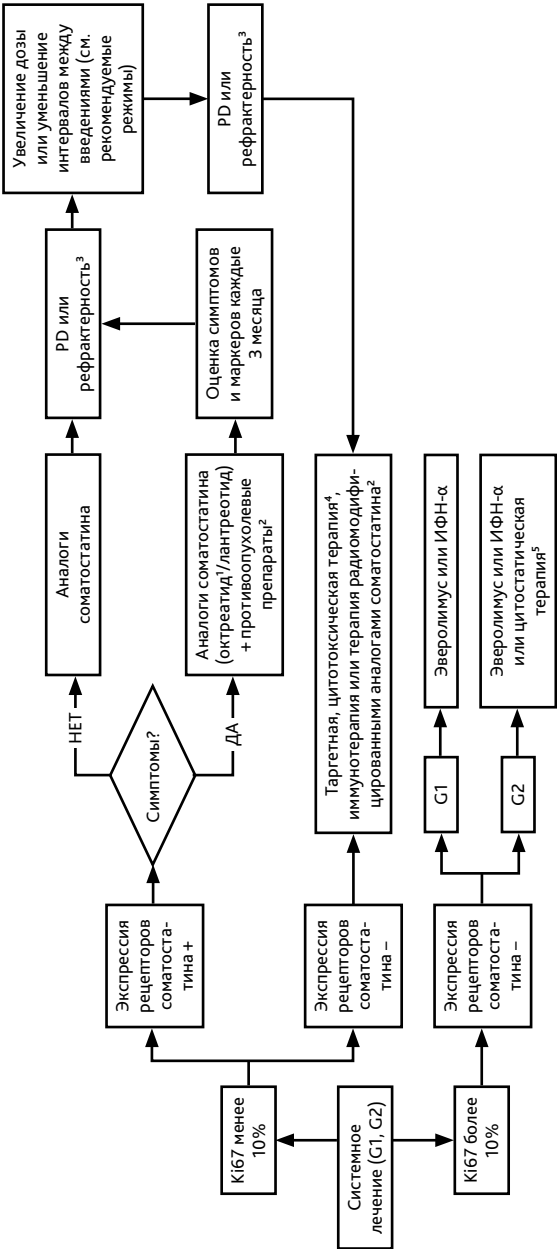 Системное
лечение (G1, G2)
Ki67 менее
10%
Ki67 более
10%
Экспрессия
рецепторов
соматоста-
тина +
Экспрессия
рецепторов
соматоста-
тина –
Экспрессия
рецепторов
соматоста-
тина –
Симптомы?
НЕТ
ДА
Аналоги
соматостатина
Аналоги соматостатина
(октреатид¹/лантреотид)
+ противоопухолевые
препараты²
PD или
рефрактерность³
Оценка симптомов
и маркеров каждые
3 месяца
Увеличение дозы
или уменьшение
интервалов между
введениями (см.
рекомендуемые
режимы)
PD или
рефрактерность³
Таргетная, цитотоксическая терапия⁴,
иммунотерапия или терапия радиомодифи-
цированными аналогами соматостатина²
G1
G2
Эверолимус или ИФН-α
Эверолимус или ИФН-α
или цитостатическая
терапия⁵